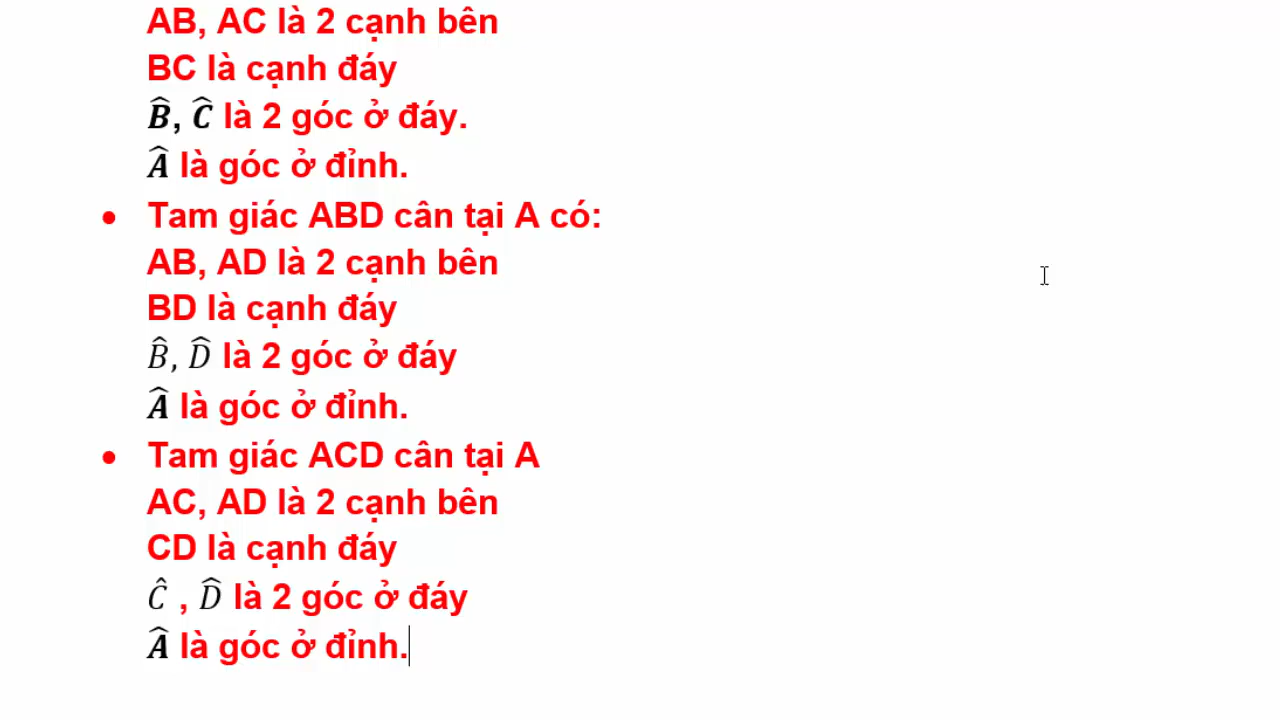 AB, AC là 2 cạnh bên
BC là cạnh đáy
B̂, Ĉ là 2 góc ở đáy.
Â là góc ở đỉnh.
• Tam giác ABD cân tại A có:
AB, AD là 2 cạnh bên
BD là cạnh đáy
B̂, D̂ là 2 góc ở đáy
Â là góc ở đỉnh.
• Tam giác ACD cân tại A
AC, AD là 2 cạnh bên
CD là cạnh đáy
Ĉ , D̂ là 2 góc ở đáy
Â là góc ở đỉnh.